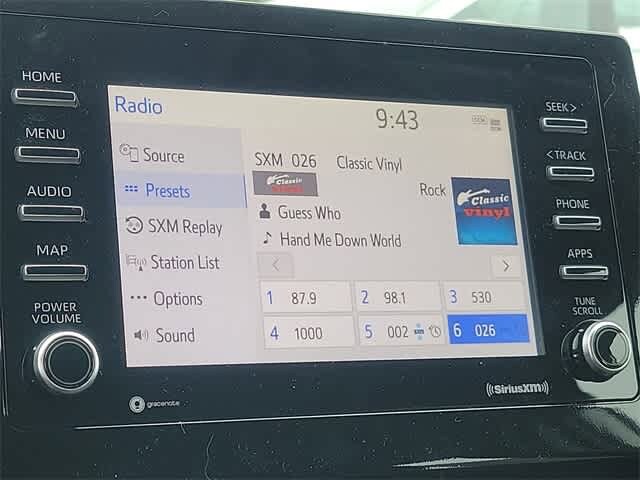 HOME
MENU
AUDIO
MAP
POWER
VOLUME
Radio
9:43
Source
Presets
SXM Replay
Station List
Options
Sound
SXM 026 Classic Vinyl
Classic
vinyl
Rock
Classic
vinyl
Guess Who
Hand Me Down World
<
>
1 87.9
2 98.1
3 530
4 1000
5 002
6 026
SEEK >
< TRACK
PHONE
APPS
TUNE
SCROLL
gracenote
SiriusXM